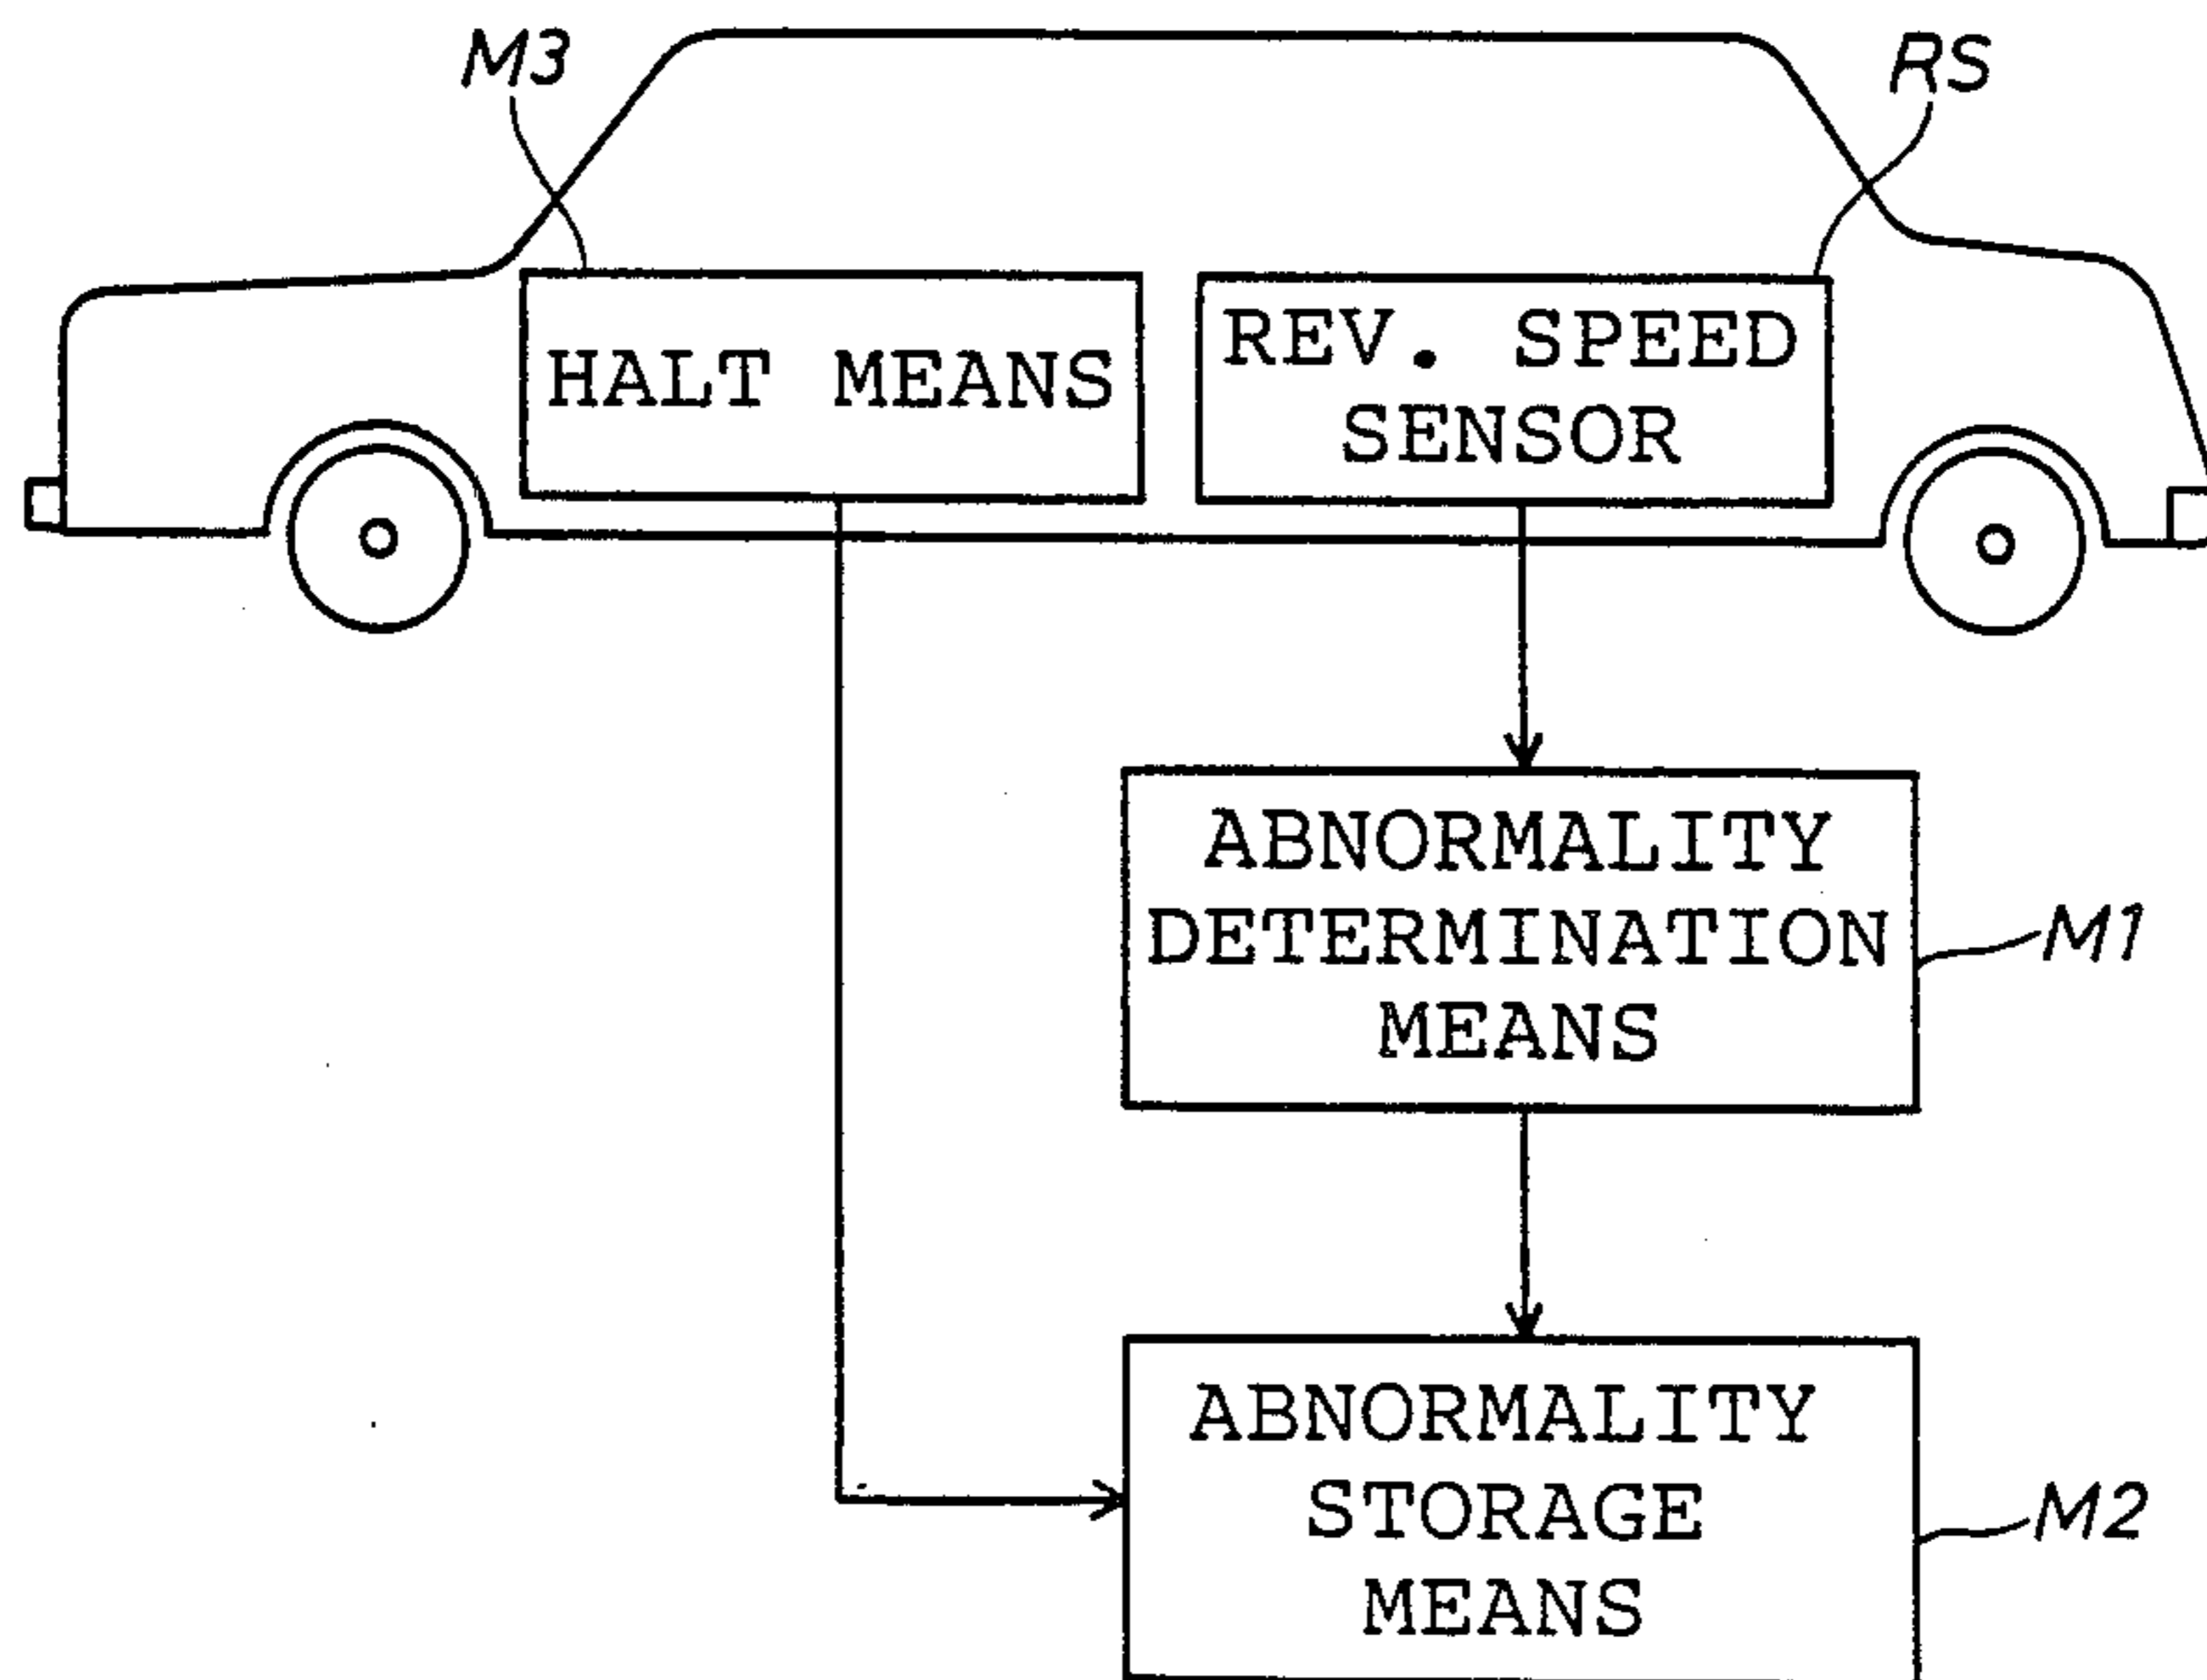 M3
RS
HALT MEANS
REV. SPEED
SENSOR
ABNORMALITY
DETERMINATION
MEANS
M1
ABNORMALITY
STORAGE
MEANS
M2